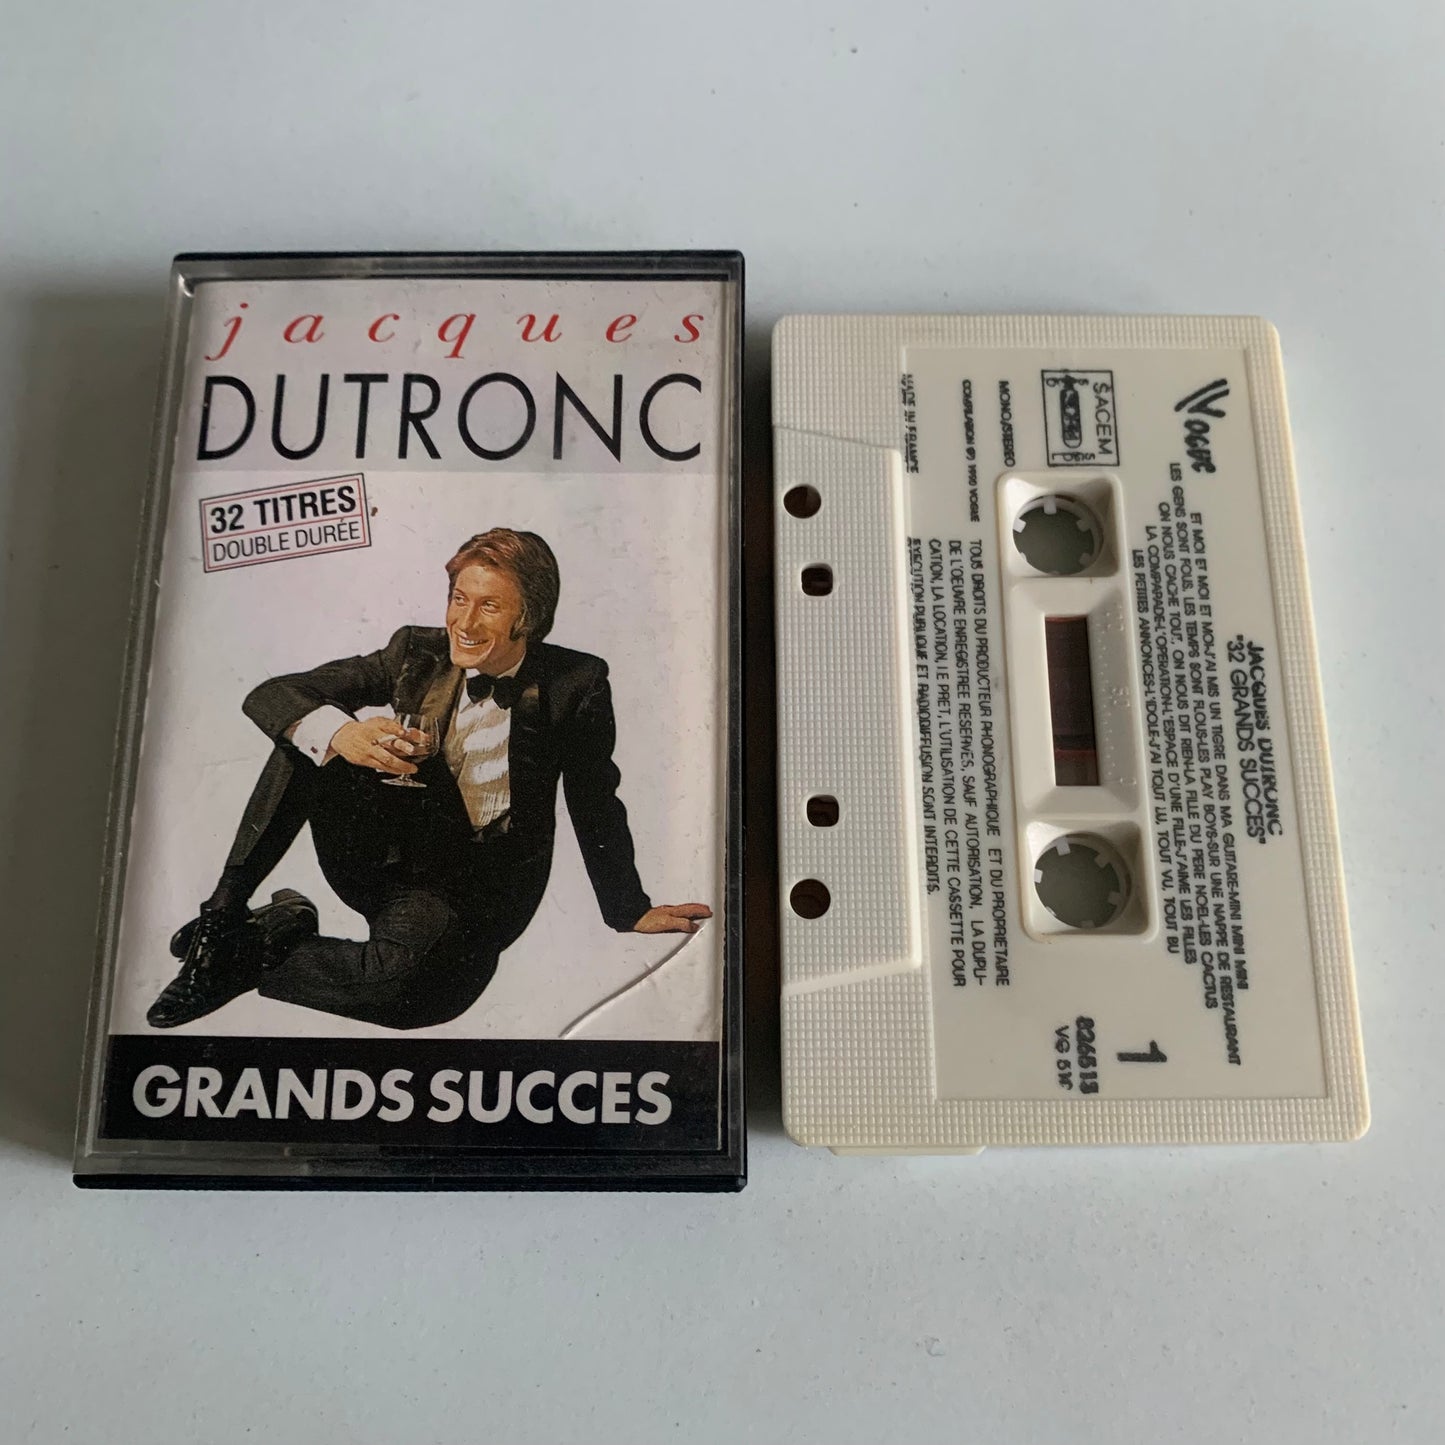 jacques
DUTRONC
32 TITRES
DOUBLE DURÉE
GRANDS SUCCES
Vogue
SACEM
MONO/STEREO
COMPILATION (P) 1990 VOGUE
MADE IN FRANCE
JACQUES DUTRONC
"32 GRANDS SUCCES"
ET MOI ET MOI ET MOI-J'AI MIS UN TIGRE DANS MA GUITARE-MINI MINI MINI
LES GENS SONT FOUS, LES TEMPS SONT FLOUS-LES PLAY BOYS-SUR UNE NAPPE DE RESTAURANT
ON NOUS CACHE TOUT, ON NOUS DIT RIEN-LA FILLE DU PERE NOEL-LES CACTUS
LA COMPAPADE-L'OPERATION-L'ESPACE D'UNE FILLE-J'AIME LES FILLES
LES PETITES ANNONCES-L'IDOLE-J'AI TOUT LU, TOUT VU, TOUT BU
1
826513
TOUS DROITS DU PRODUCTEUR PHONOGRAPHIQUE ET DU PROPRIETAIRE
DE L'OEUVRE ENREGISTREE RESERVES, SAUF AUTORISATION, LA DUPLI-
CATION, LA LOCATION, LE PRET, L'UTILISATION DE CETTE CASSETTE POUR
EXECUTION PUBLIQUE ET RADIODIFFUSION SONT INTERDITS.